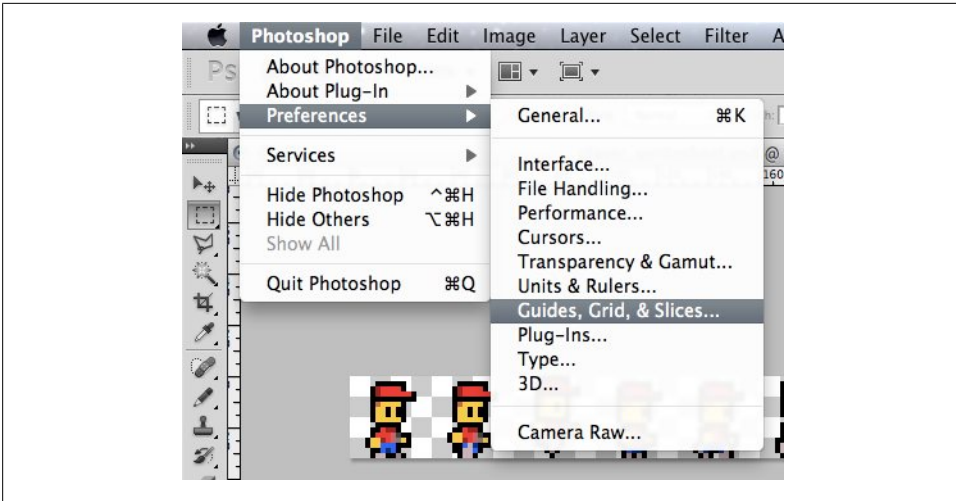 Photoshop File Edit Image Layer Select Filter A
Ps
About Photoshop...
About Plug-In
Preferences
Services
Hide Photoshop ^⌘H
Hide Others ⌥⌘H
Show All
Quit Photoshop ⌘Q
General... ⌘K
Interface...
File Handling...
Performance...
Cursors...
Transparency & Gamut...
Units & Rulers...
Guides, Grid, & Slices...
Plug-Ins...
Type...
3D...
Camera Raw...
h:
@
160